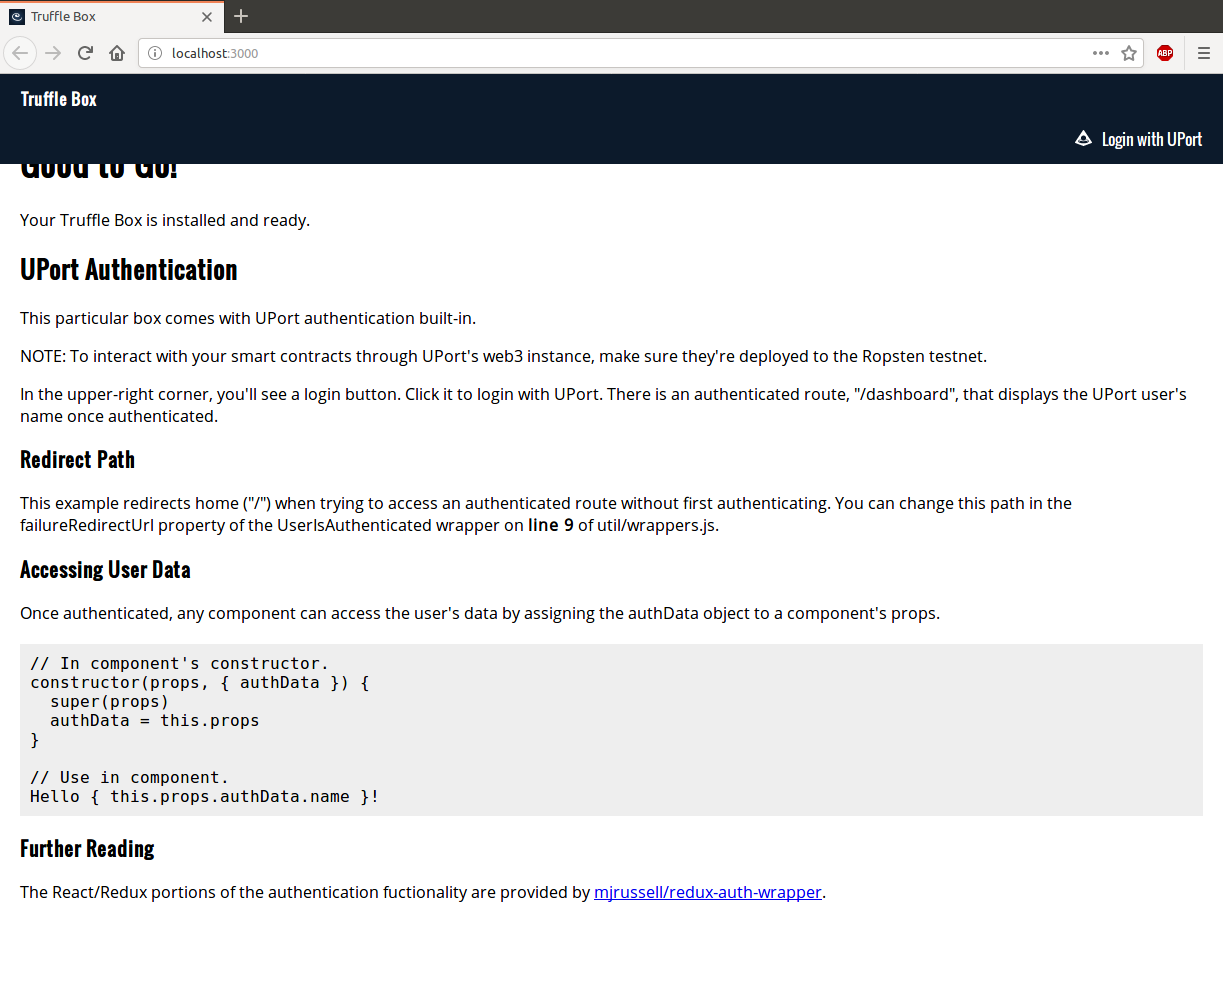 Truffle Box
localhost:3000
ABP
Truffle Box
Login with UPort
Good to Go!
Your Truffle Box is installed and ready.
UPort Authentication
This particular box comes with UPort authentication built-in.
NOTE: To interact with your smart contracts through UPort's web3 instance, make sure they're deployed to the Ropsten testnet.
In the upper-right corner, you'll see a login button. Click it to login with UPort. There is an authenticated route, "/dashboard", that displays the UPort user's
name once authenticated.
Redirect Path
This example redirects home ("/") when trying to access an authenticated route without first authenticating. You can change this path in the
failureRedirectUrl property of the UserIsAuthenticated wrapper on line 9 of util/wrappers.js.
Accessing User Data
Once authenticated, any component can access the user's data by assigning the authData object to a component's props.
// In component's constructor.
constructor(props, { authData }) {
  super(props)
  authData = this.props
}
// Use in component.
Hello { this.props.authData.name }!
Further Reading
The React/Redux portions of the authentication fuctionality are provided by mjrussell/redux-auth-wrapper.